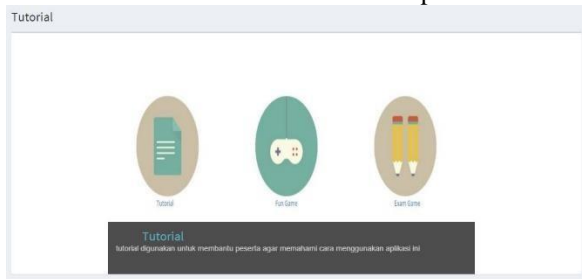 Tutorial
Tutorial
Fun Game
Exam Game
Tutorial
tutorial digunakan untuk membantu peserta agar memahami cara menggunakan aplikasi ini